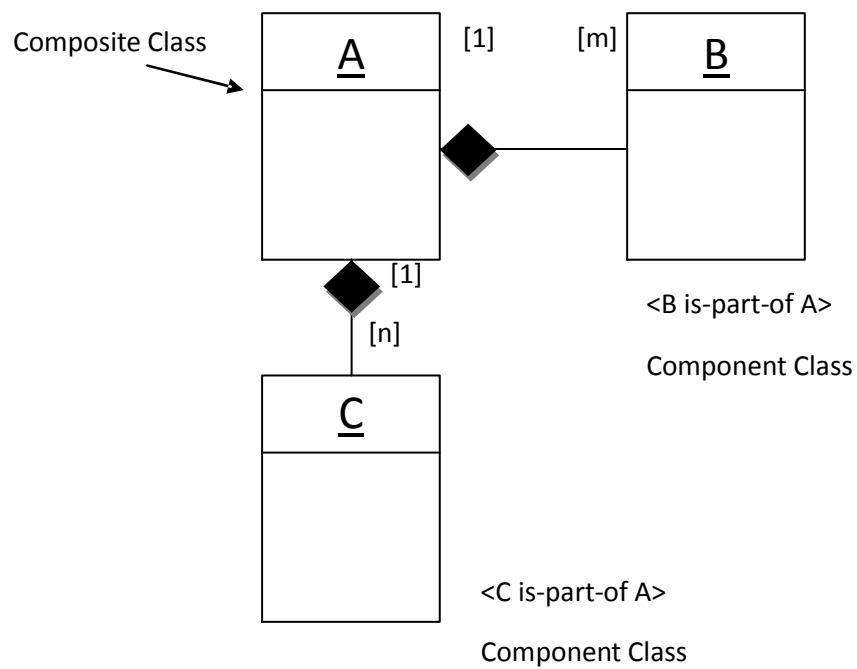 Composite Class
A
[1]
[m]
B
[1]
[n]
<B is-part-of A>
Component Class
C
<C is-part-of A>
Component Class